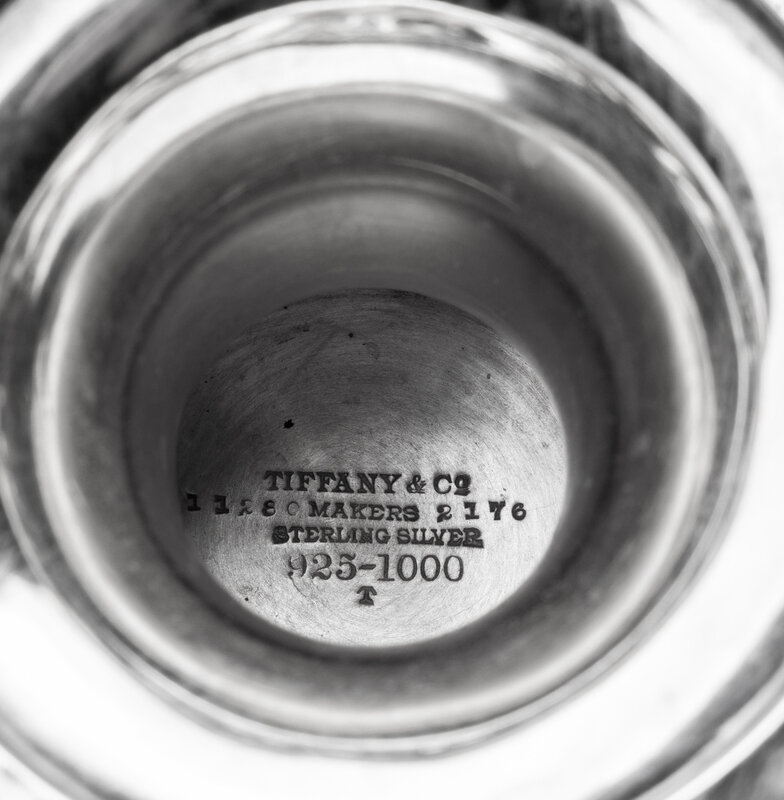 TIFFANY & Co
11280 MAKERS 2176
STERLING SILVER
925-1000
T